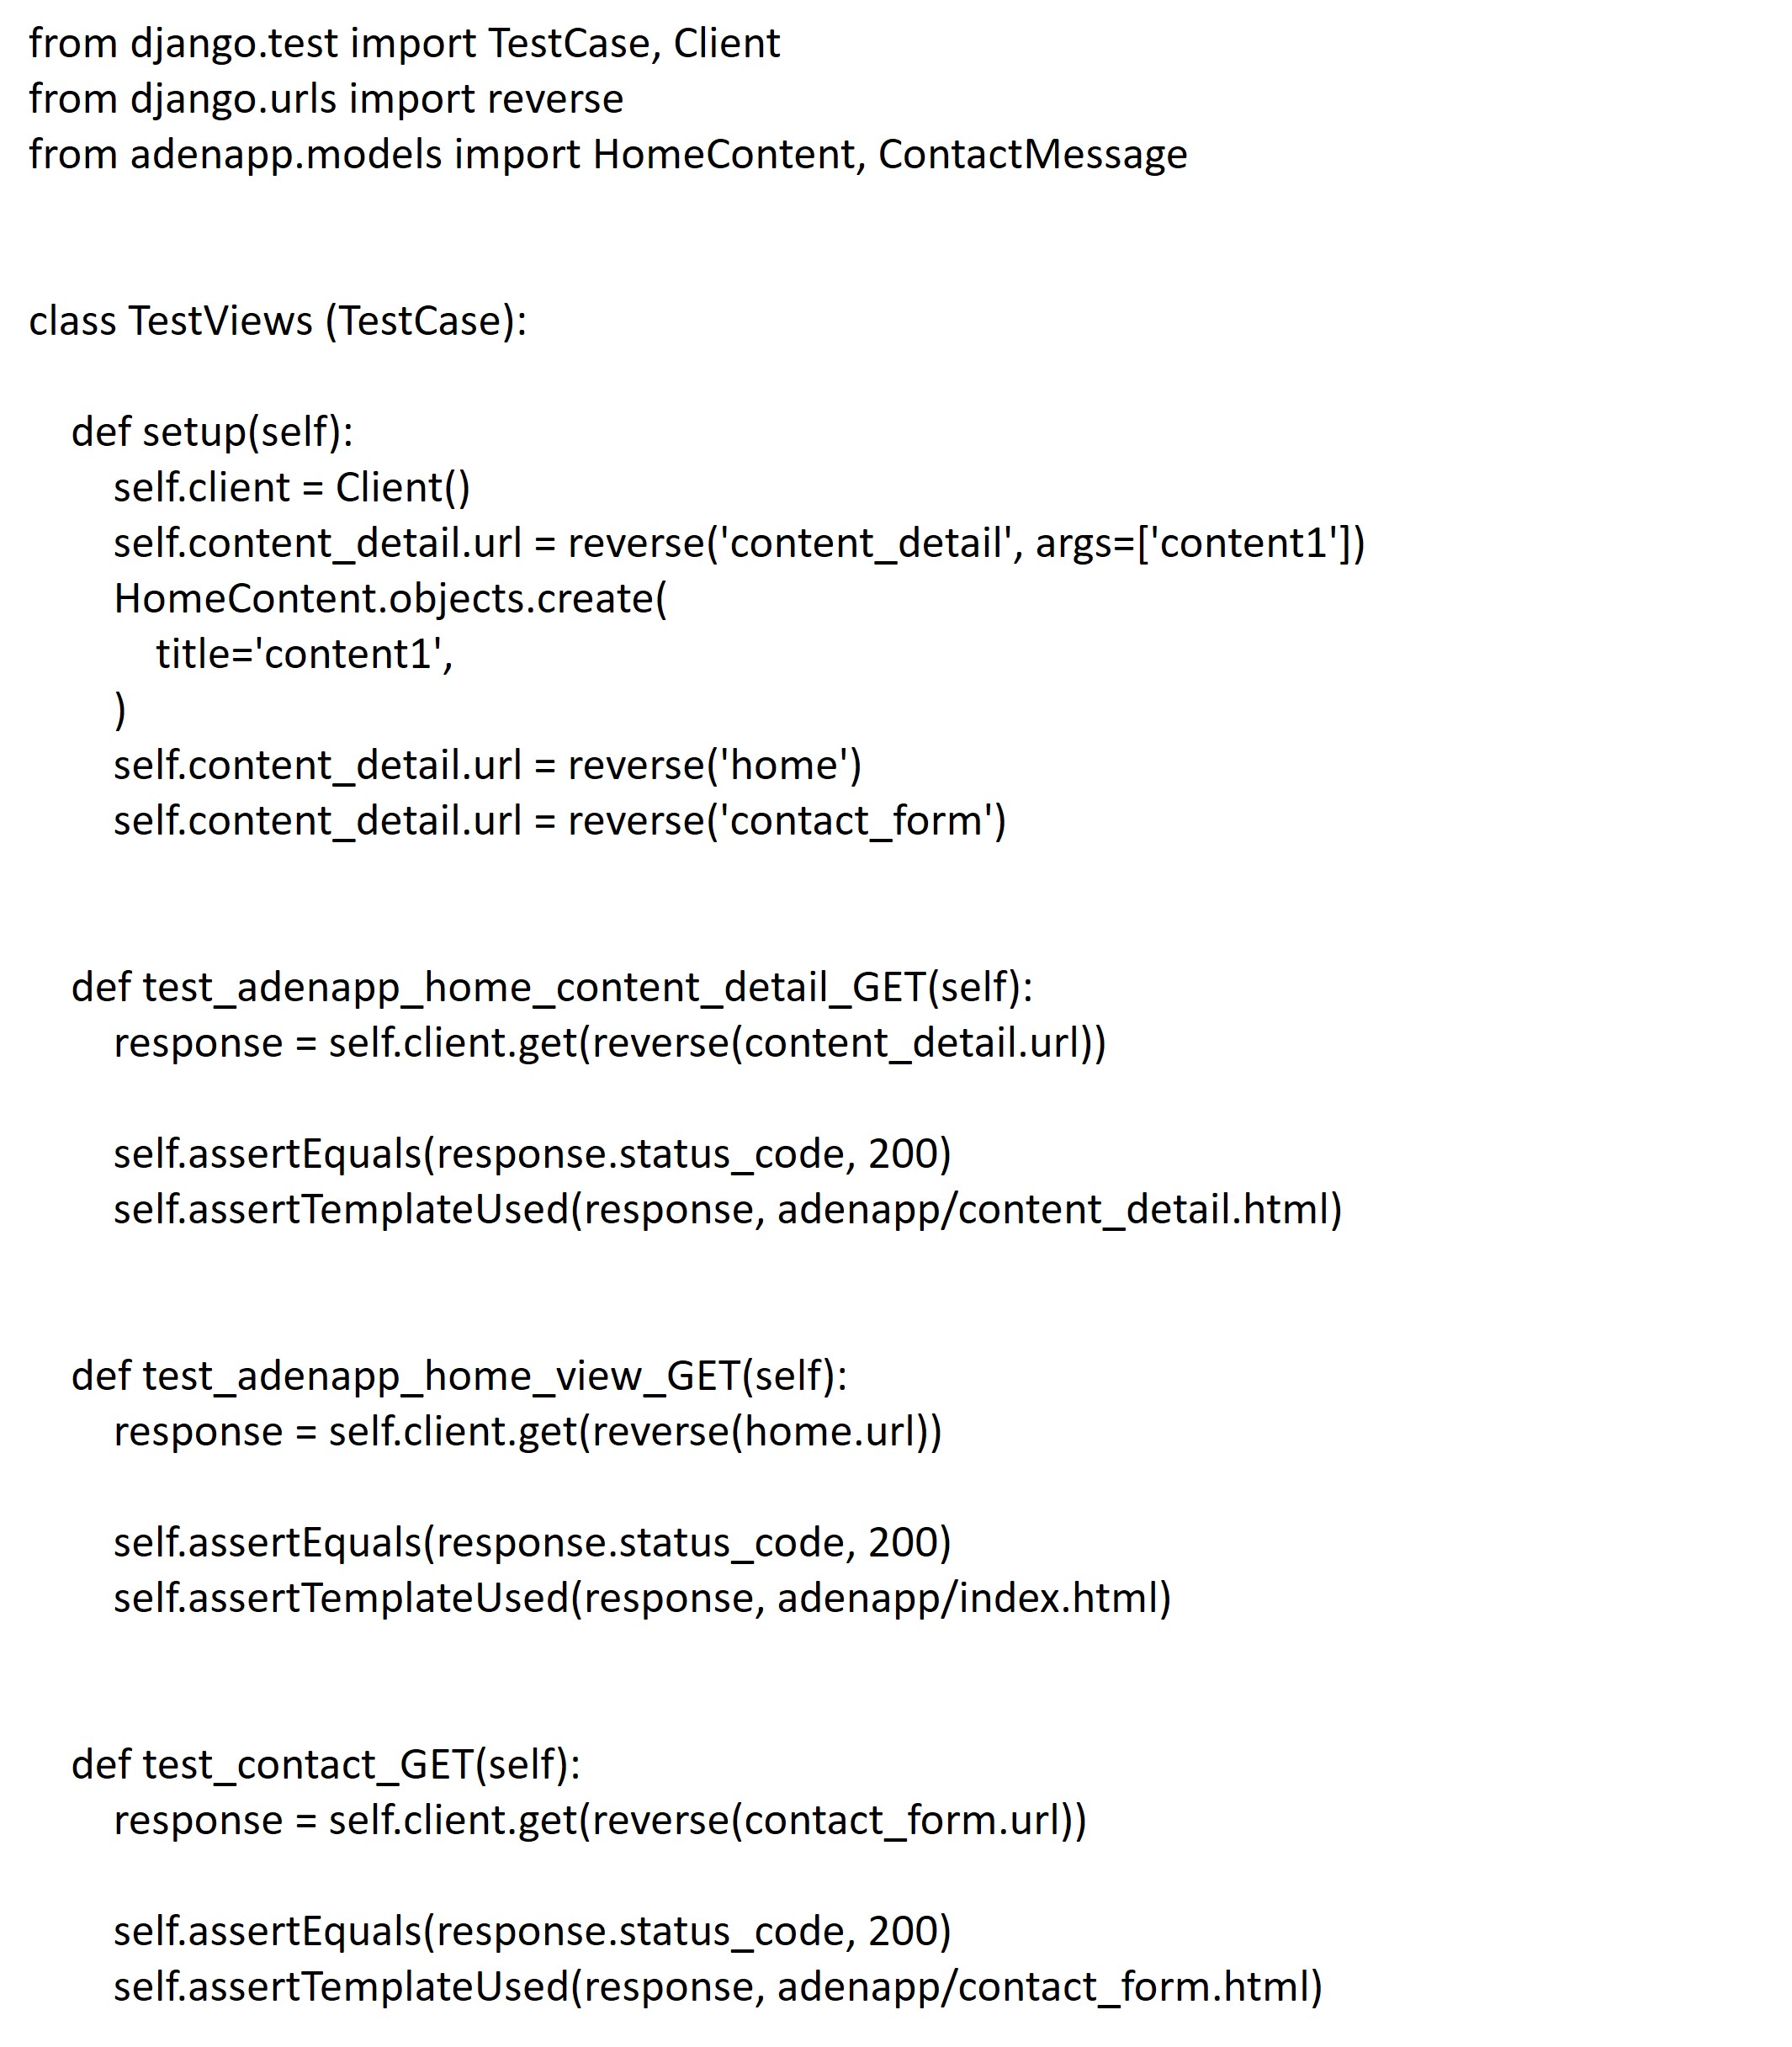 from django.test import TestCase, Client
from django.urls import reverse
from adenapp.models import HomeContent, ContactMessage
class TestViews (TestCase):
def setup(self):
self.client = Client()
self.content_detail.url = reverse('content_detail', args=['content1'])
HomeContent.objects.create(
title='content1',
)
self.content_detail.url = reverse('home')
self.content_detail.url = reverse('contact_form')
def test_adenapp_home_content_detail_GET(self):
response = self.client.get(reverse(content_detail.url))
self.assertEquals(response.status_code, 200)
self.assertTemplateUsed(response, adenapp/content_detail.html)
def test_adenapp_home_view_GET(self):
response = self.client.get(reverse(home.url))
self.assertEquals(response.status_code, 200)
self.assertTemplateUsed(response, adenapp/index.html)
def test_contact_GET(self):
response = self.client.get(reverse(contact_form.url))
self.assertEquals(response.status_code, 200)
self.assertTemplateUsed(response, adenapp/contact_form.html)